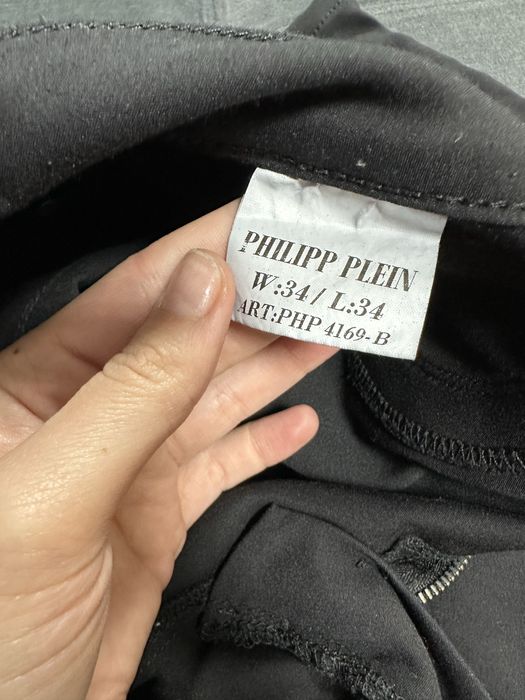 PHILIPP PLEIN
W:34 / L:34
ART:PHP 4169-B